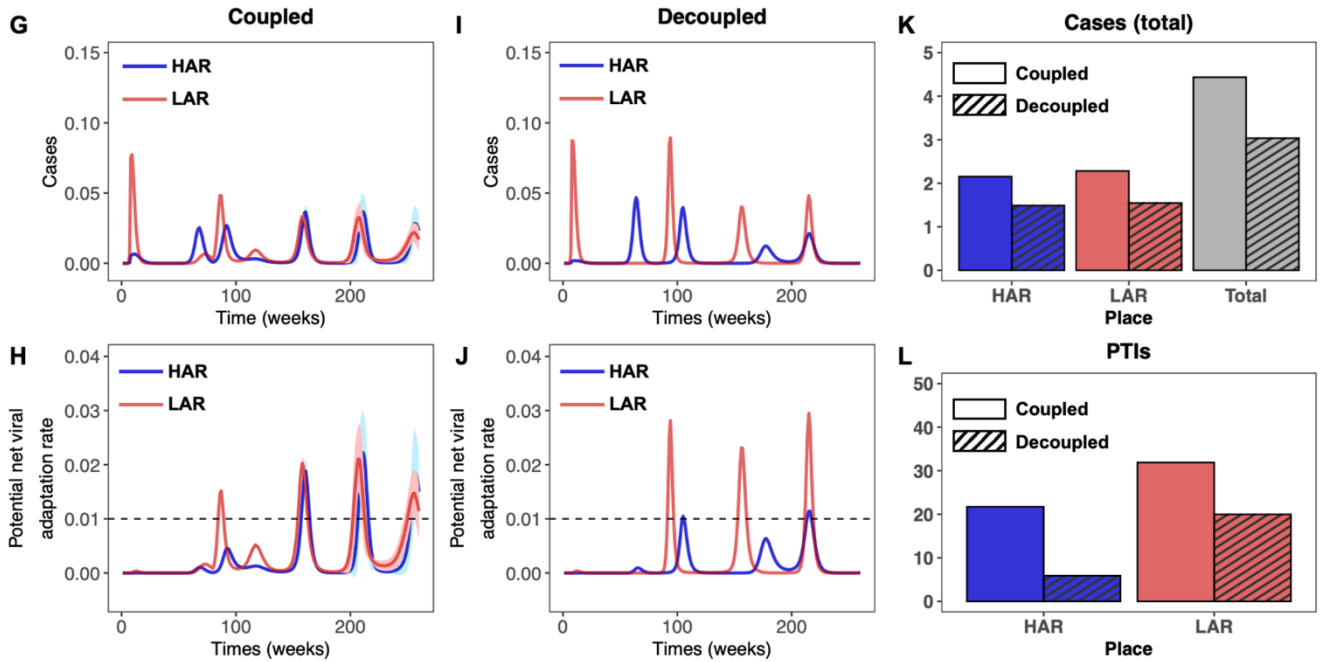 G
Coupled
0.15
0.10
0.05
0.00
Cases
HAR
LAR
0
100
200
Time (weeks)
I
Decoupled
0.15
0.10
0.05
0.00
Cases
HAR
LAR
0
100
200
Times (weeks)
K
Cases (total)
5
4
3
2
1
0
Coupled
Decoupled
HAR
LAR
Total
Place
H
0.04
0.03
0.02
0.01
0.00
Potential net viral
adaptation rate
HAR
LAR
0
100
200
Times (weeks)
J
0.04
0.03
0.02
0.01
0.00
Potential net viral
adaptation rate
HAR
LAR
0
100
200
Times (weeks)
L
PTIs
50
40
30
20
10
0
Coupled
Decoupled
HAR
LAR
Place